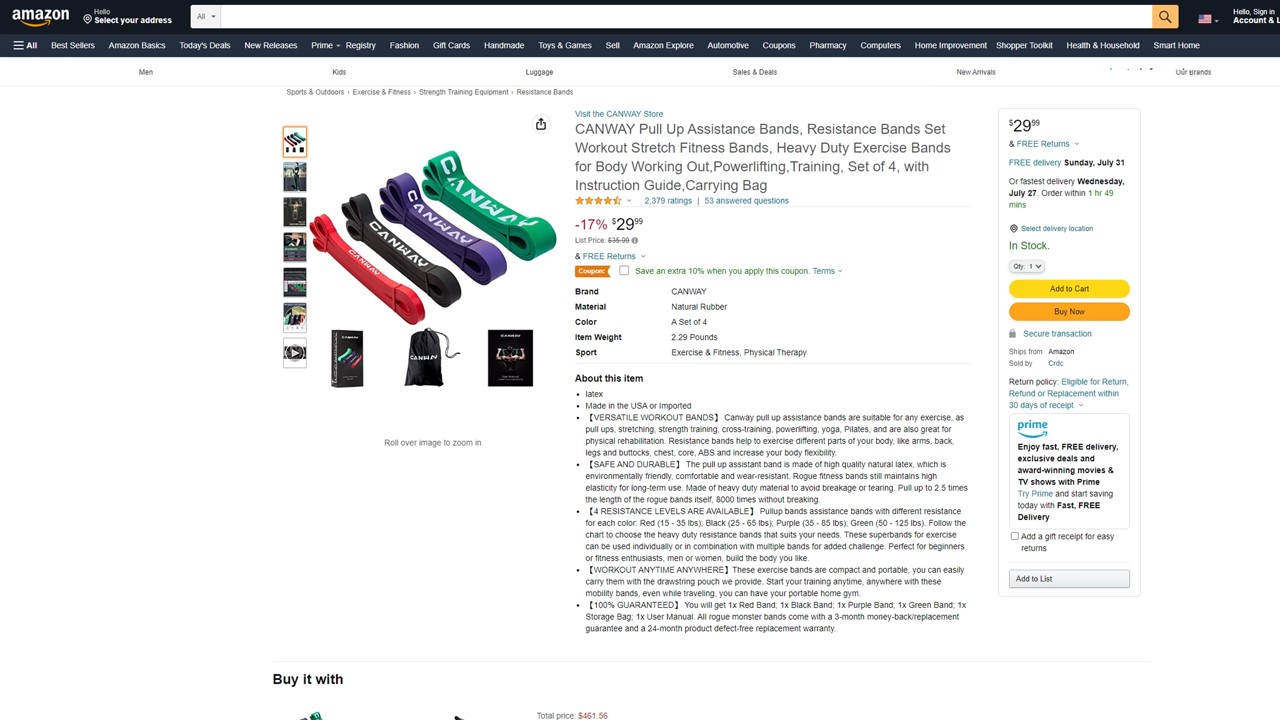 amazon
Hello
Select your address
All
Hello, Sign in
Account & L
All
Best Sellers
Amazon Basics
Today's Deals
New Releases
Prime
Registry
Fashion
Gift Cards
Handmade
Toys & Games
Sell
Amazon Explore
Automotive
Coupons
Pharmacy
Computers
Home Improvement
Shopper Toolkit
Health & Household
Smart Home
Men
Kids
Luggage
Sales & Deals
New Arrivals
Our Brands
Sports & Outdoors › Exercise & Fitness › Strength Training Equipment › Resistance Bands
CANWAY
CANWAY
CANWAY
CANWAY
CANWAY
CANWAY
Roll over image to zoom in
Visit the CANWAY Store
CANWAY Pull Up Assistance Bands, Resistance Bands Set
Workout Stretch Fitness Bands, Heavy Duty Exercise Bands
for Body Working Out,Powerlifting,Training, Set of 4, with
Instruction Guide,Carrying Bag
2,379 ratings | 53 answered questions
-17% $2999
List Price: $35.99
& FREE Returns
Coupon: Save an extra 10% when you apply this coupon. Terms
Brand CANWAY
Material Natural Rubber
Color A Set of 4
Item Weight 2.29 Pounds
Sport Exercise & Fitness, Physical Therapy
About this item
• latex
• Made in the USA or Imported
• 【VERSATILE WORKOUT BANDS】 Canway pull up assistance bands are suitable for any exercise, as
pull ups, stretching, strength training, cross-training, powerlifting, yoga, Pilates, and are also great for
physical rehabilitation. Resistance bands help to exercise different parts of your body, like arms, back,
legs and buttocks, chest, core, ABS and increase your body flexibility.
• 【SAFE AND DURABLE】 The pull up assistant band is made of high quality natural latex, which is
environmentally friendly, comfortable and wear-resistant. Rogue fitness bands still maintains high
elasticity for long-term use. Made of heavy duty material to avoid breakage or tearing. Pull up to 2.5 times
the length of the rogue bands itself, 8000 times without breaking.
• 【4 RESISTANCE LEVELS ARE AVAILABLE】 Pullup bands assistance bands with different resistance
for each color: Red (15 - 35 lbs); Black (25 - 65 lbs); Purple (35 - 85 lbs); Green (50 - 125 lbs). Follow the
chart to choose the heavy duty resistance bands that suits your needs. These superbands for exercise
can be used individually or in combination with multiple bands for added challenge. Perfect for beginners
or fitness enthusiasts, men or women, build the body you like.
• 【WORKOUT ANYTIME ANYWHERE】These exercise bands are compact and portable, you can easily
carry them with the drawstring pouch we provide. Start your training anytime, anywhere with these
mobility bands, even while traveling, you can have your portable home gym.
• 【100% GUARANTEED】 You will get 1x Red Band; 1x Black Band; 1x Purple Band; 1x Green Band; 1x
Storage Bag; 1x User Manual. All rogue monster bands come with a 3-month money-back/replacement
guarantee and a 24-month product defect-free replacement warranty.
$2999
& FREE Returns
FREE delivery Sunday, July 31
Or fastest delivery Wednesday,
July 27. Order within 1 hr 49
mins
Select delivery location
In Stock.
Qty: 1
Add to Cart
Buy Now
Secure transaction
Ships from Amazon
Sold by Crdc
Return policy: Eligible for Return,
Refund or Replacement within
30 days of receipt
prime
Enjoy fast, FREE delivery,
exclusive deals and
award-winning movies &
TV shows with Prime
Try Prime and start saving
today with Fast, FREE
Delivery
Add a gift receipt for easy
returns
Add to List
Buy it with
Total price: $461.56